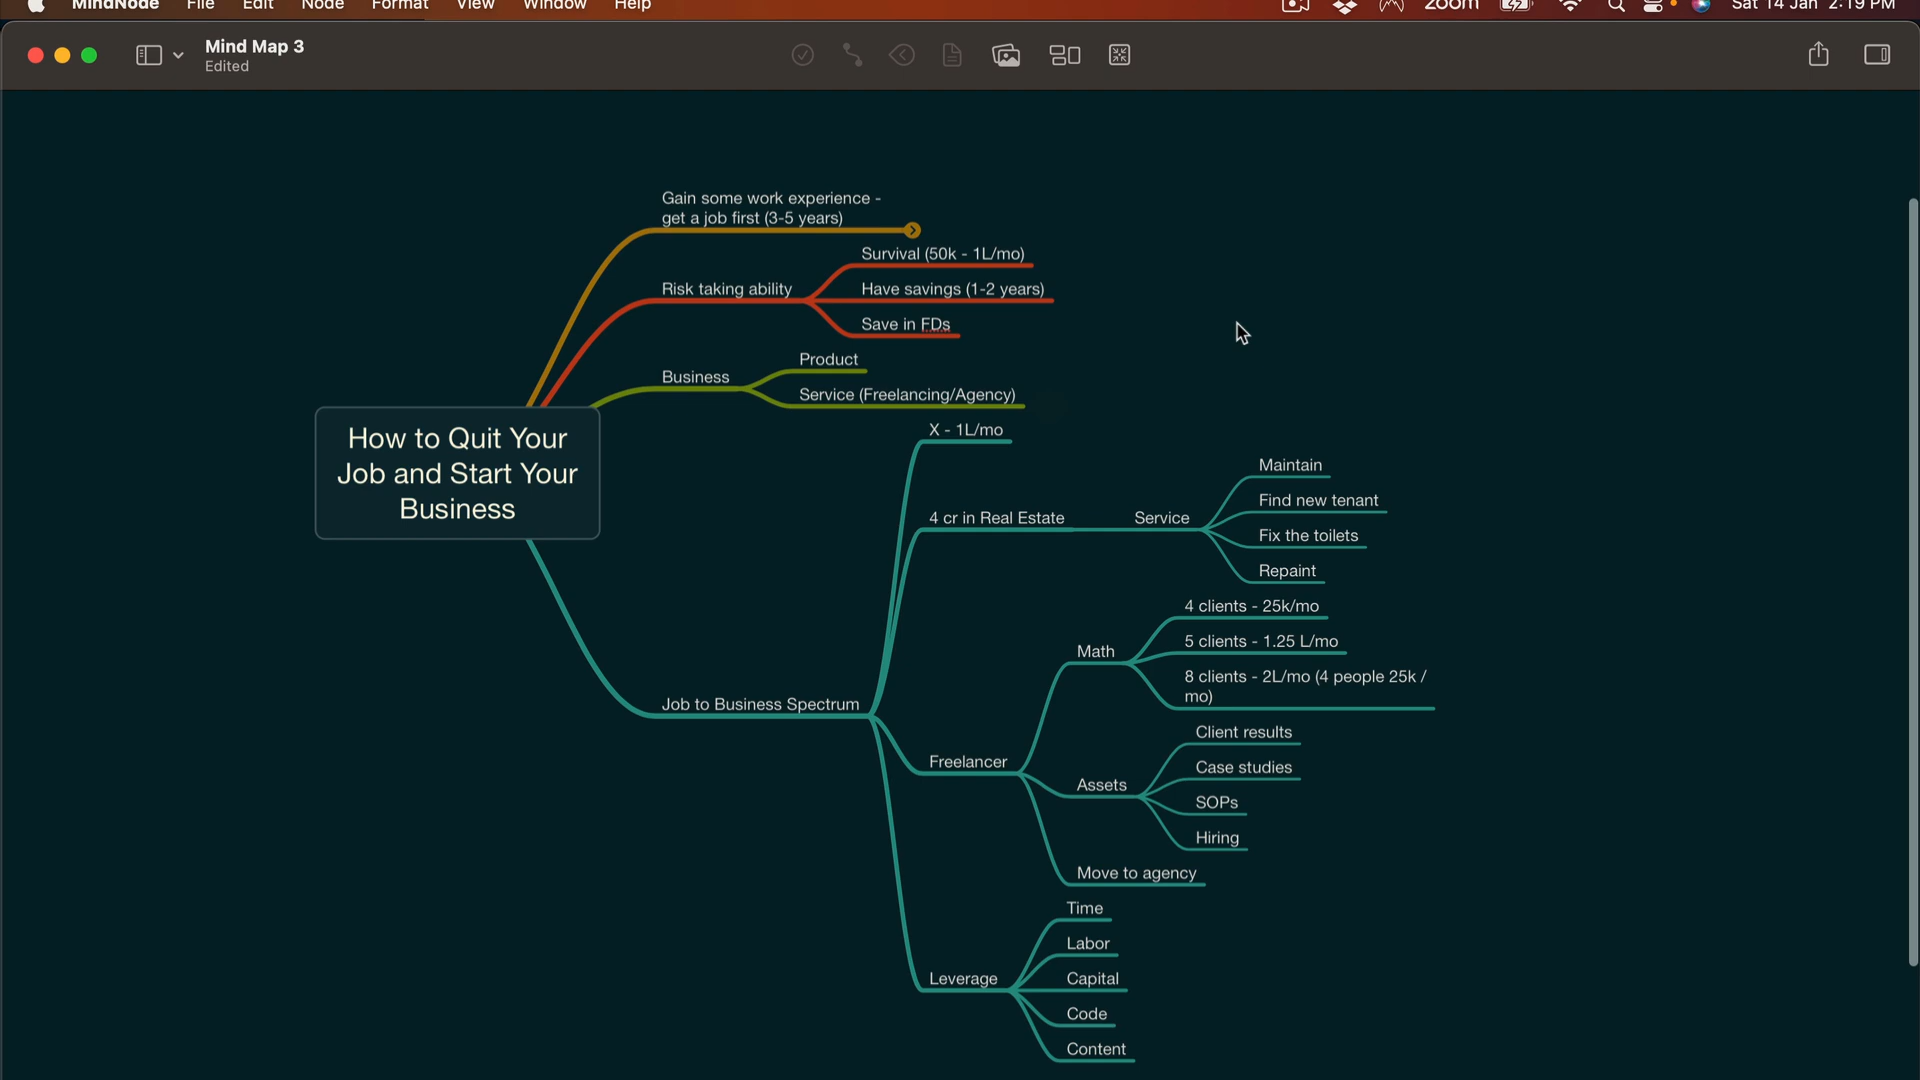 MindNode File Edit Node Format View Window Help zoom Sat 14 Jan 2:19 PM
Mind Map 3
Edited
Gain some work experience -
get a job first (3-5 years)
Survival (50k - 1L/mo)
Risk taking ability
Have savings (1-2 years)
Save in FDs
Product
Business
Service (Freelancing/Agency)
How to Quit Your
Job and Start Your
Business
X - 1L/mo
Maintain
Find new tenant
4 cr in Real Estate
Service
Fix the toilets
Repaint
4 clients - 25k/mo
5 clients - 1.25 L/mo
Math
8 clients - 2L/mo (4 people 25k /
mo)
Job to Business Spectrum
Client results
Freelancer
Case studies
Assets
SOPs
Hiring
Move to agency
Time
Labor
Leverage
Capital
Code
Content